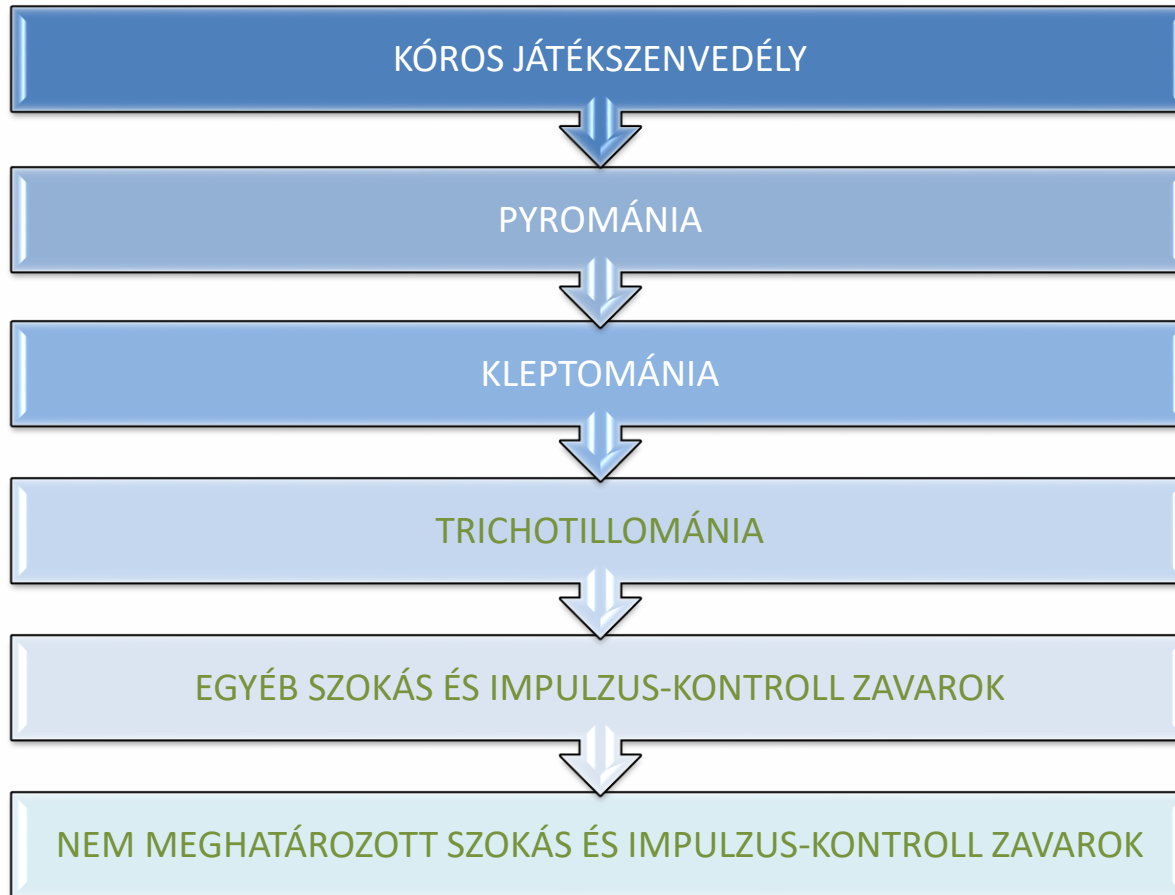 KÓROS JÁTÉKSZENVEDÉLY
PYROMÁNIA
KLEPTOMÁNIA
TRICHOTILLOMÁNIA
EGYÉB SZOKÁS ÉS IMPULZUS-KONTROLL ZAVAROK
NEM MEGHATÁROZOTT SZOKÁS ÉS IMPULZUS-KONTROLL ZAVAROK